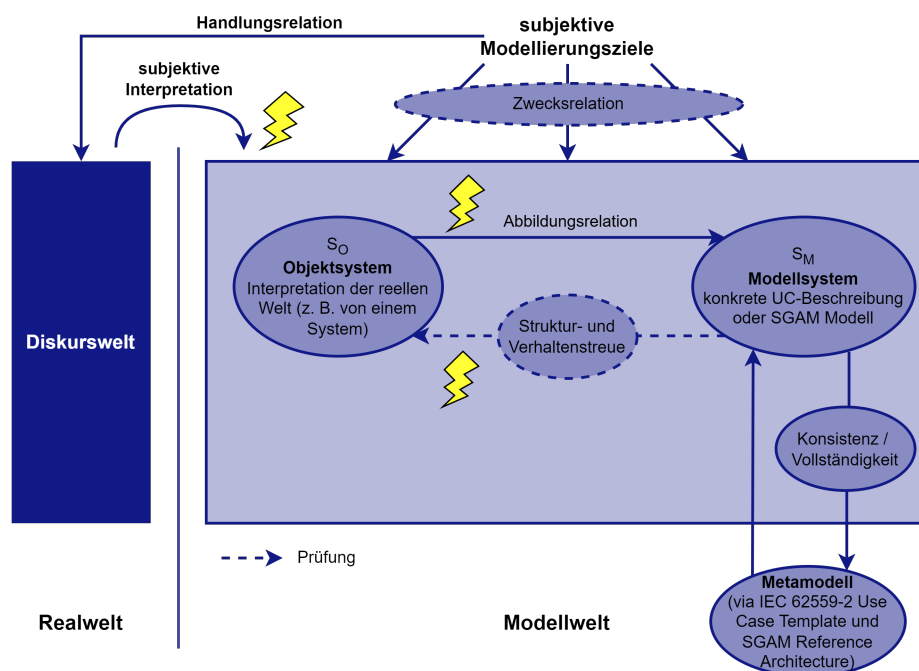 Handlungsrelation
subjektive
Modellierungsziele
subjektive
Interpretation
Zwecksrelation
Abbildungsrelation
SO
Objektsystem
Interpretation der reellen
Welt (z. B. von einem
System)
SM
Modellsystem
konkrete UC-Beschreibung
oder SGAM Modell
Struktur- und
Verhaltenstreue
Diskurswelt
Konsistenz /
Vollständigkeit
Prüfung
Metamodell
(via IEC 62559-2 Use
Case Template und
SGAM Reference
Architecture)
Realwelt
Modellwelt